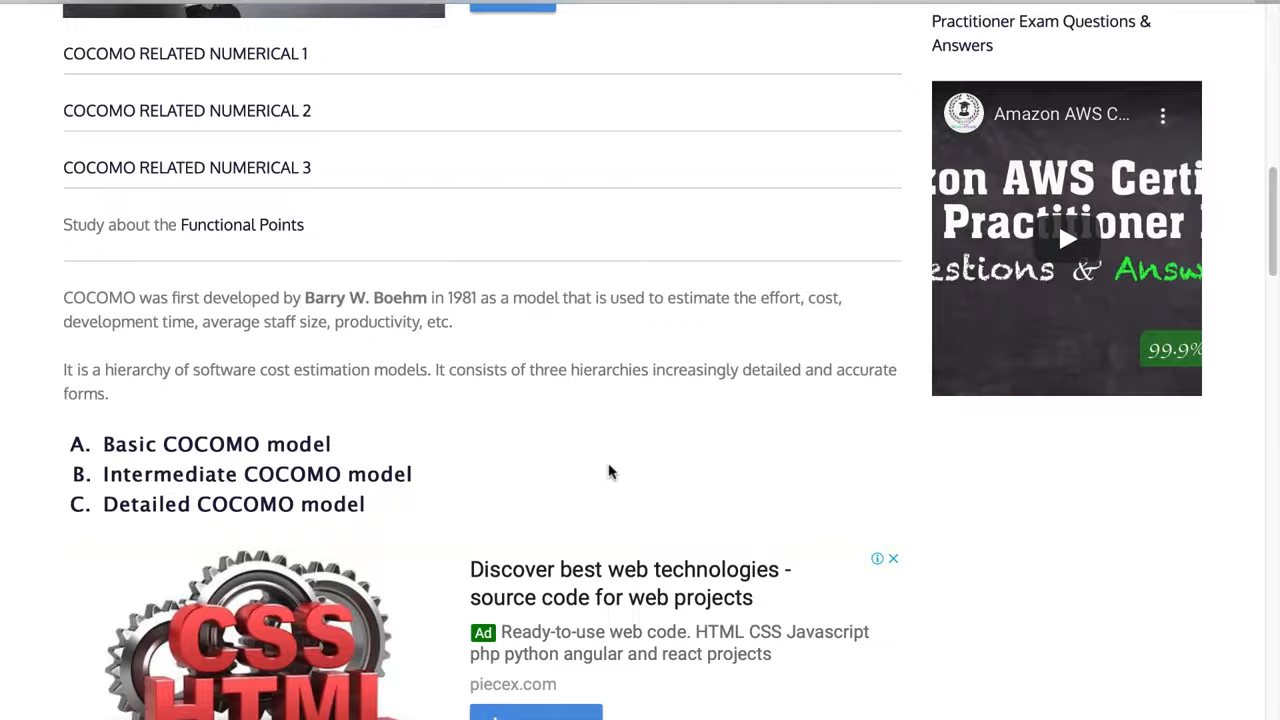 COCOMO RELATED NUMERICAL 1
COCOMO RELATED NUMERICAL 2
COCOMO RELATED NUMERICAL 3
Study about the Functional Points
COCOMO was first developed by Barry W. Boehm in 1981 as a model that is used to estimate the effort, cost,
development time, average staff size, productivity, etc.
It is a hierarchy of software cost estimation models. It consists of three hierarchies increasingly detailed and accurate
forms.
A. Basic COCOMO model
B. Intermediate COCOMO model
C. Detailed COCOMO model
CSS
HTML
Discover best web technologies -
source code for web projects
Ad Ready-to-use web code. HTML CSS Javascript
php python angular and react projects
piecex.com
Practitioner Exam Questions &
Answers
Amazon AWS C...
zon AWS Certi
Practitioner
estions & Answ
99.9%